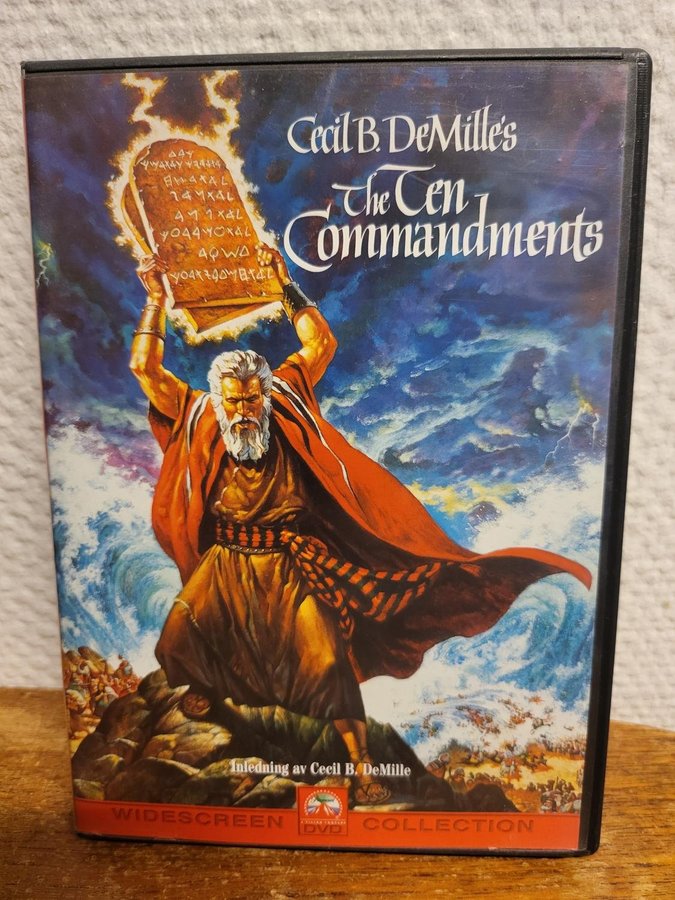 Cecil B. DeMille's
The Ten
Commandments
Inledning av Cecil B. DeMille
WIDESCREEN DVD COLLECTION